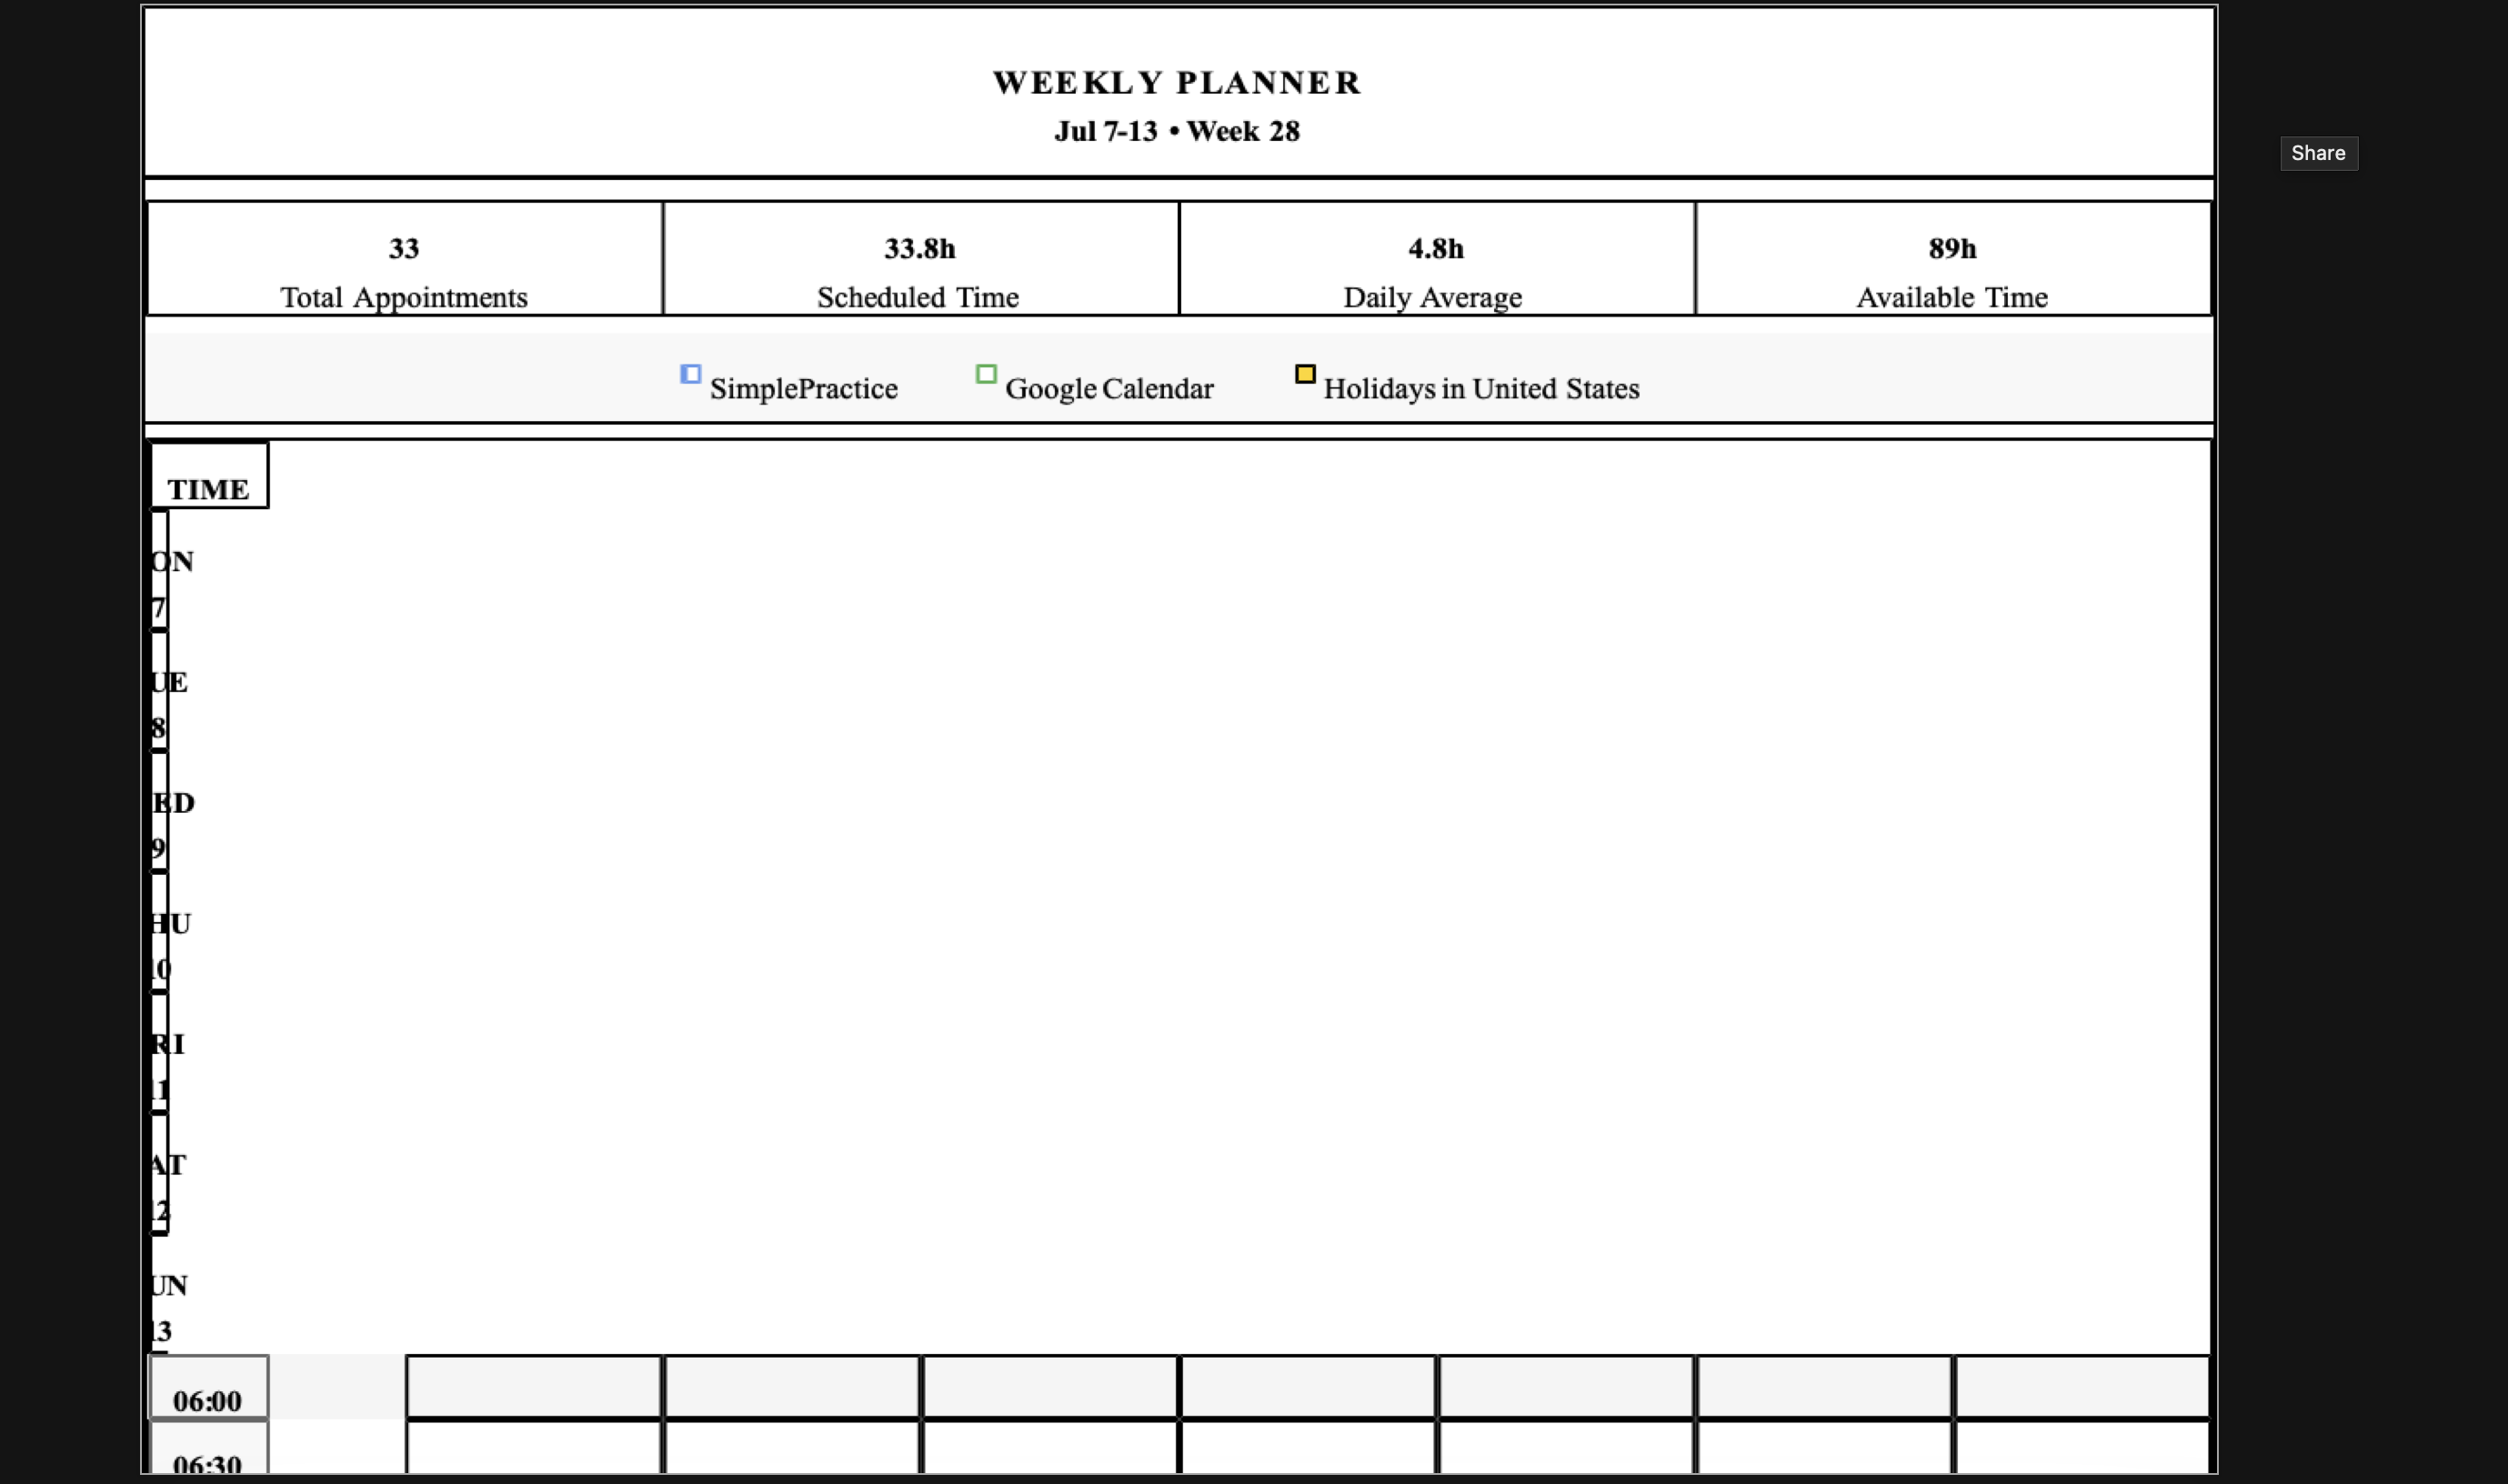 WEEKLY PLANNER
Jul 7-13 • Week 28
Share
33
Total Appointments
33.8h
Scheduled Time
4.8h
Daily Average
89h
Available Time
SimplePractice
Google Calendar
Holidays in United States
TIME
ON
7
UE
8
ED
9
HU
10
RI
11
AT
12
UN
13
06:00
06:30